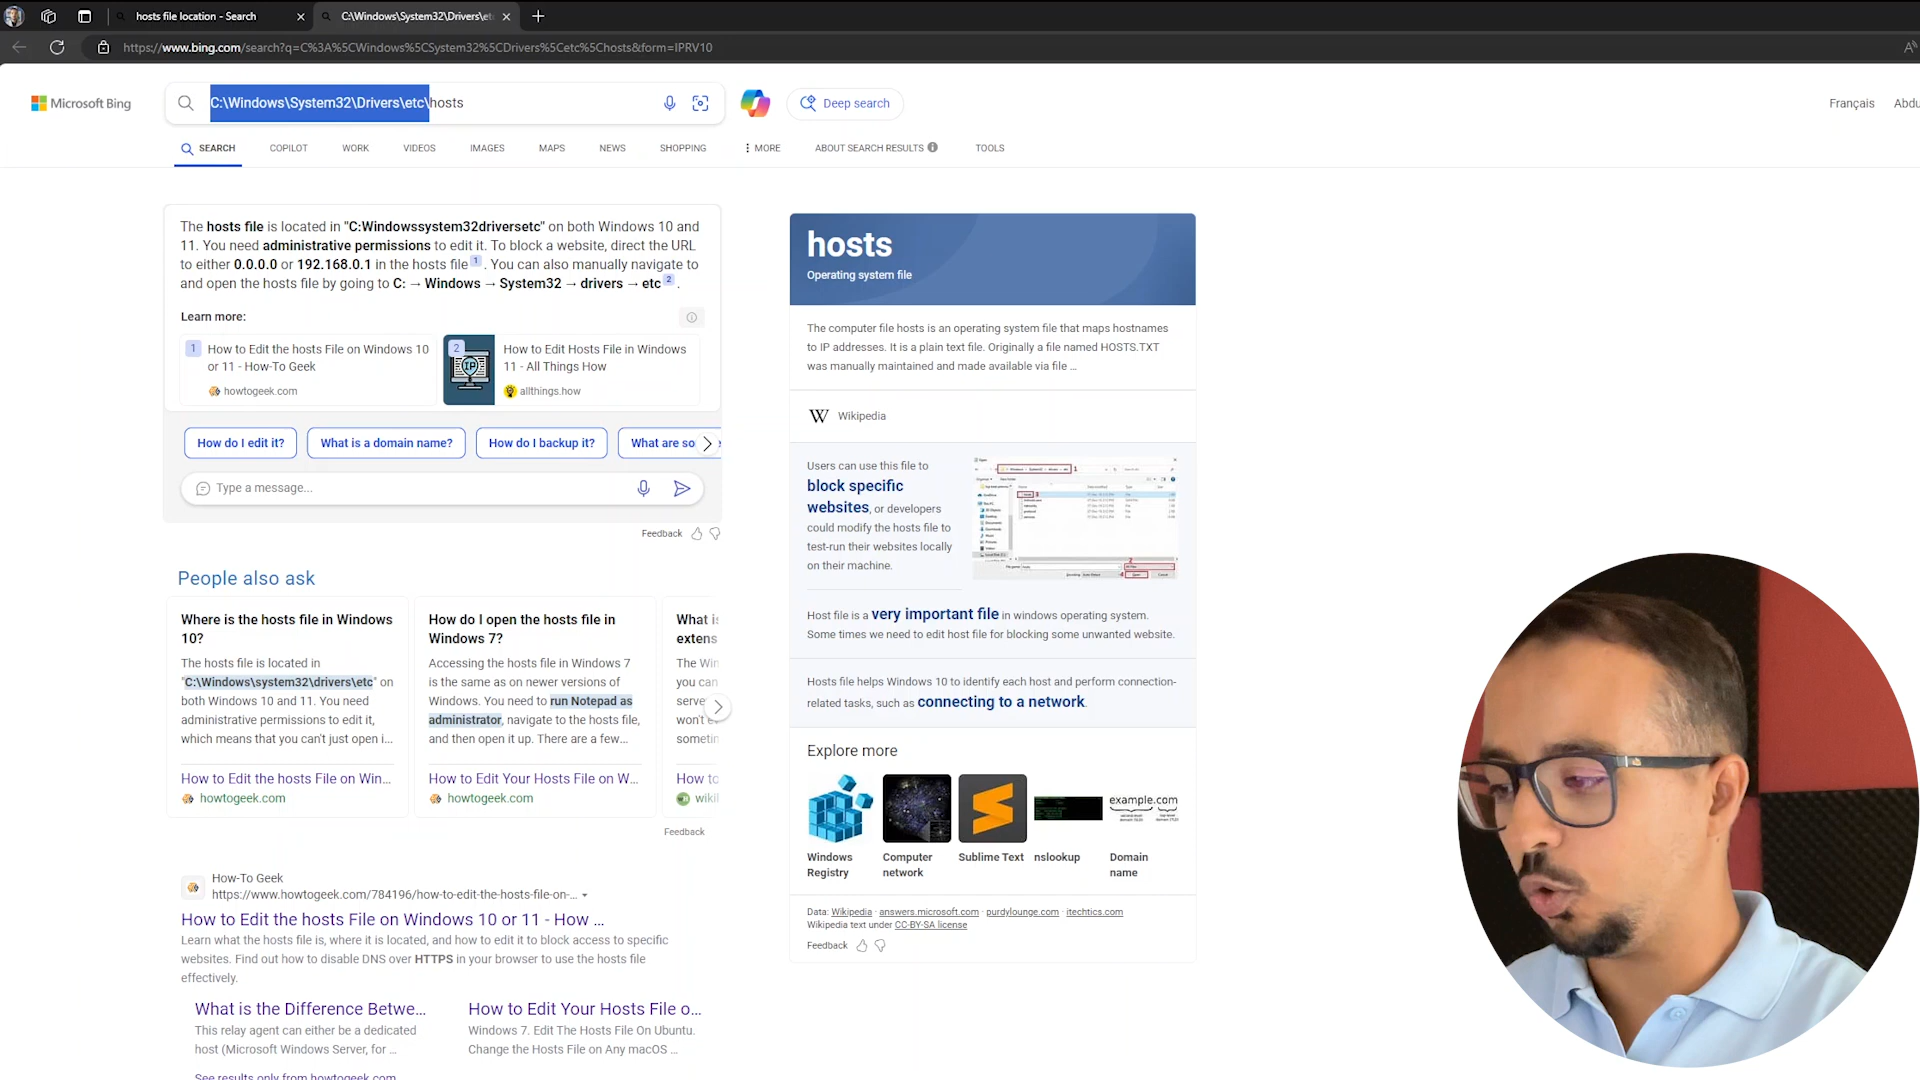 hosts file location - Search
C:\Windows\System32\Drivers\etc
https://www.bing.com/search?q=C%3A%5CWindows%5CSystem32%5CDrivers%5Cetc%5Chosts&form=IPRV10
Microsoft Bing
C:\Windows\System32\Drivers\etc\hosts
Deep search
Français
Abdu
SEARCH
COPILOT
WORK
VIDEOS
IMAGES
MAPS
NEWS
SHOPPING
MORE
ABOUT SEARCH RESULTS
TOOLS
The hosts file is located in "C:Windowssystem32driversetc" on both Windows 10 and
11. You need administrative permissions to edit it. To block a website, direct the URL
to either 0.0.0.0 or 192.168.0.1 in the hosts file 1 . You can also manually navigate to
and open the hosts file by going to C: → Windows → System32 → drivers → etc 2 .
Learn more:
1 How to Edit the hosts File on Windows 10
or 11 - How-To Geek
howtogeek.com
2 How to Edit Hosts File in Windows
11 - All Things How
allthings.how
How do I edit it?
What is a domain name?
How do I backup it?
What are so
Type a message...
Feedback
People also ask
Where is the hosts file in Windows
10?
The hosts file is located in
"C:\Windows\system32\drivers\etc" on
both Windows 10 and 11. You need
administrative permissions to edit it,
which means that you can't just open i...
How to Edit the hosts File on Win...
howtogeek.com
How do I open the hosts file in
Windows 7?
Accessing the hosts file in Windows 7
is the same as on newer versions of
Windows. You need to run Notepad as
administrator, navigate to the hosts file,
and then open it up. There are a few...
How to Edit Your Hosts File on W...
howtogeek.com
What is
extens
The Win
you can
serve
won't e
sometin
How to
wiki
Feedback
How-To Geek
https://www.howtogeek.com/784196/how-to-edit-the-hosts-file-on-...
How to Edit the hosts File on Windows 10 or 11 - How ...
Learn what the hosts file is, where it is located, and how to edit it to block access to specific
websites. Find out how to disable DNS over HTTPS in your browser to use the hosts file
effectively.
What is the Difference Betwe...
This relay agent can either be a dedicated
host (Microsoft Windows Server, for ...
How to Edit Your Hosts File o...
Windows 7. Edit The Hosts File On Ubuntu.
Change the Hosts File on Any macOS ...
See results only from howtogeek.com
hosts
Operating system file
The computer file hosts is an operating system file that maps hostnames
to IP addresses. It is a plain text file. Originally a file named HOSTS.TXT
was manually maintained and made available via file ...
W Wikipedia
Users can use this file to
block specific
websites, or developers
could modify the hosts file to
test-run their websites locally
on their machine.
Host file is a very important file in windows operating system.
Some times we need to edit host file for blocking some unwanted website.
Hosts file helps Windows 10 to identify each host and perform connection-
related tasks, such as connecting to a network.
Explore more
IP
example.com
Windows
Registry
Computer
network
Sublime Text
nslookup
Domain
name
Data: Wikipedia · answers.microsoft.com · purdylounge.com · itechtics.com
Wikipedia text under CC-BY-SA license
Feedback